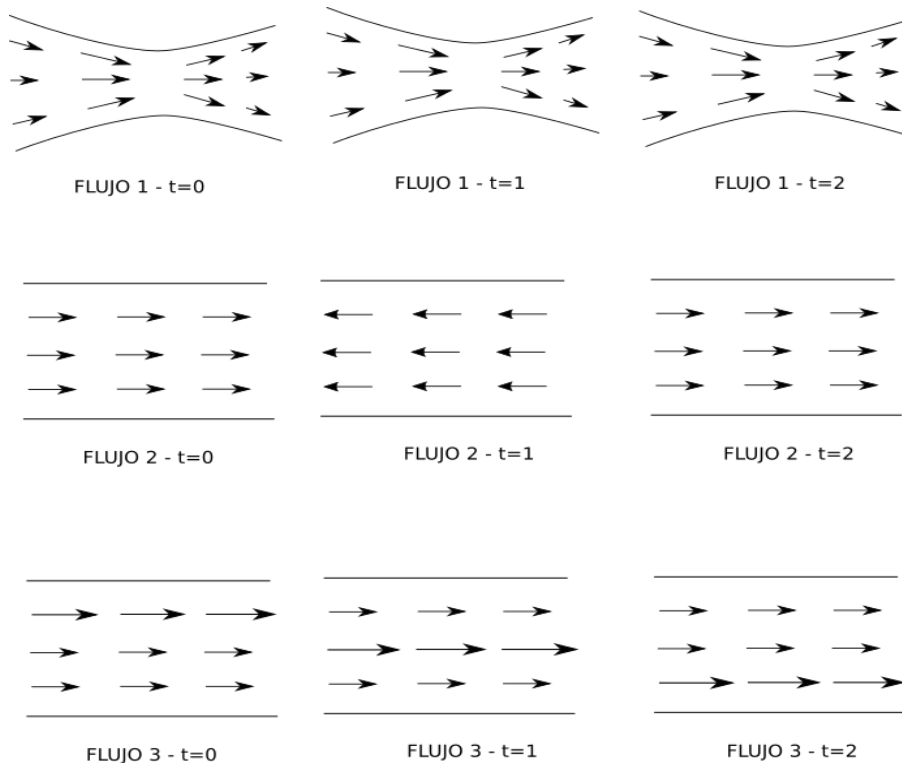 FLUJO 1 - t=0
FLUJO 1 - t=1
FLUJO 1 - t=2
FLUJO 2 - t=0
FLUJO 2 - t=1
FLUJO 2 - t=2
FLUJO 3 - t=0
FLUJO 3 - t=1
FLUJO 3 - t=2